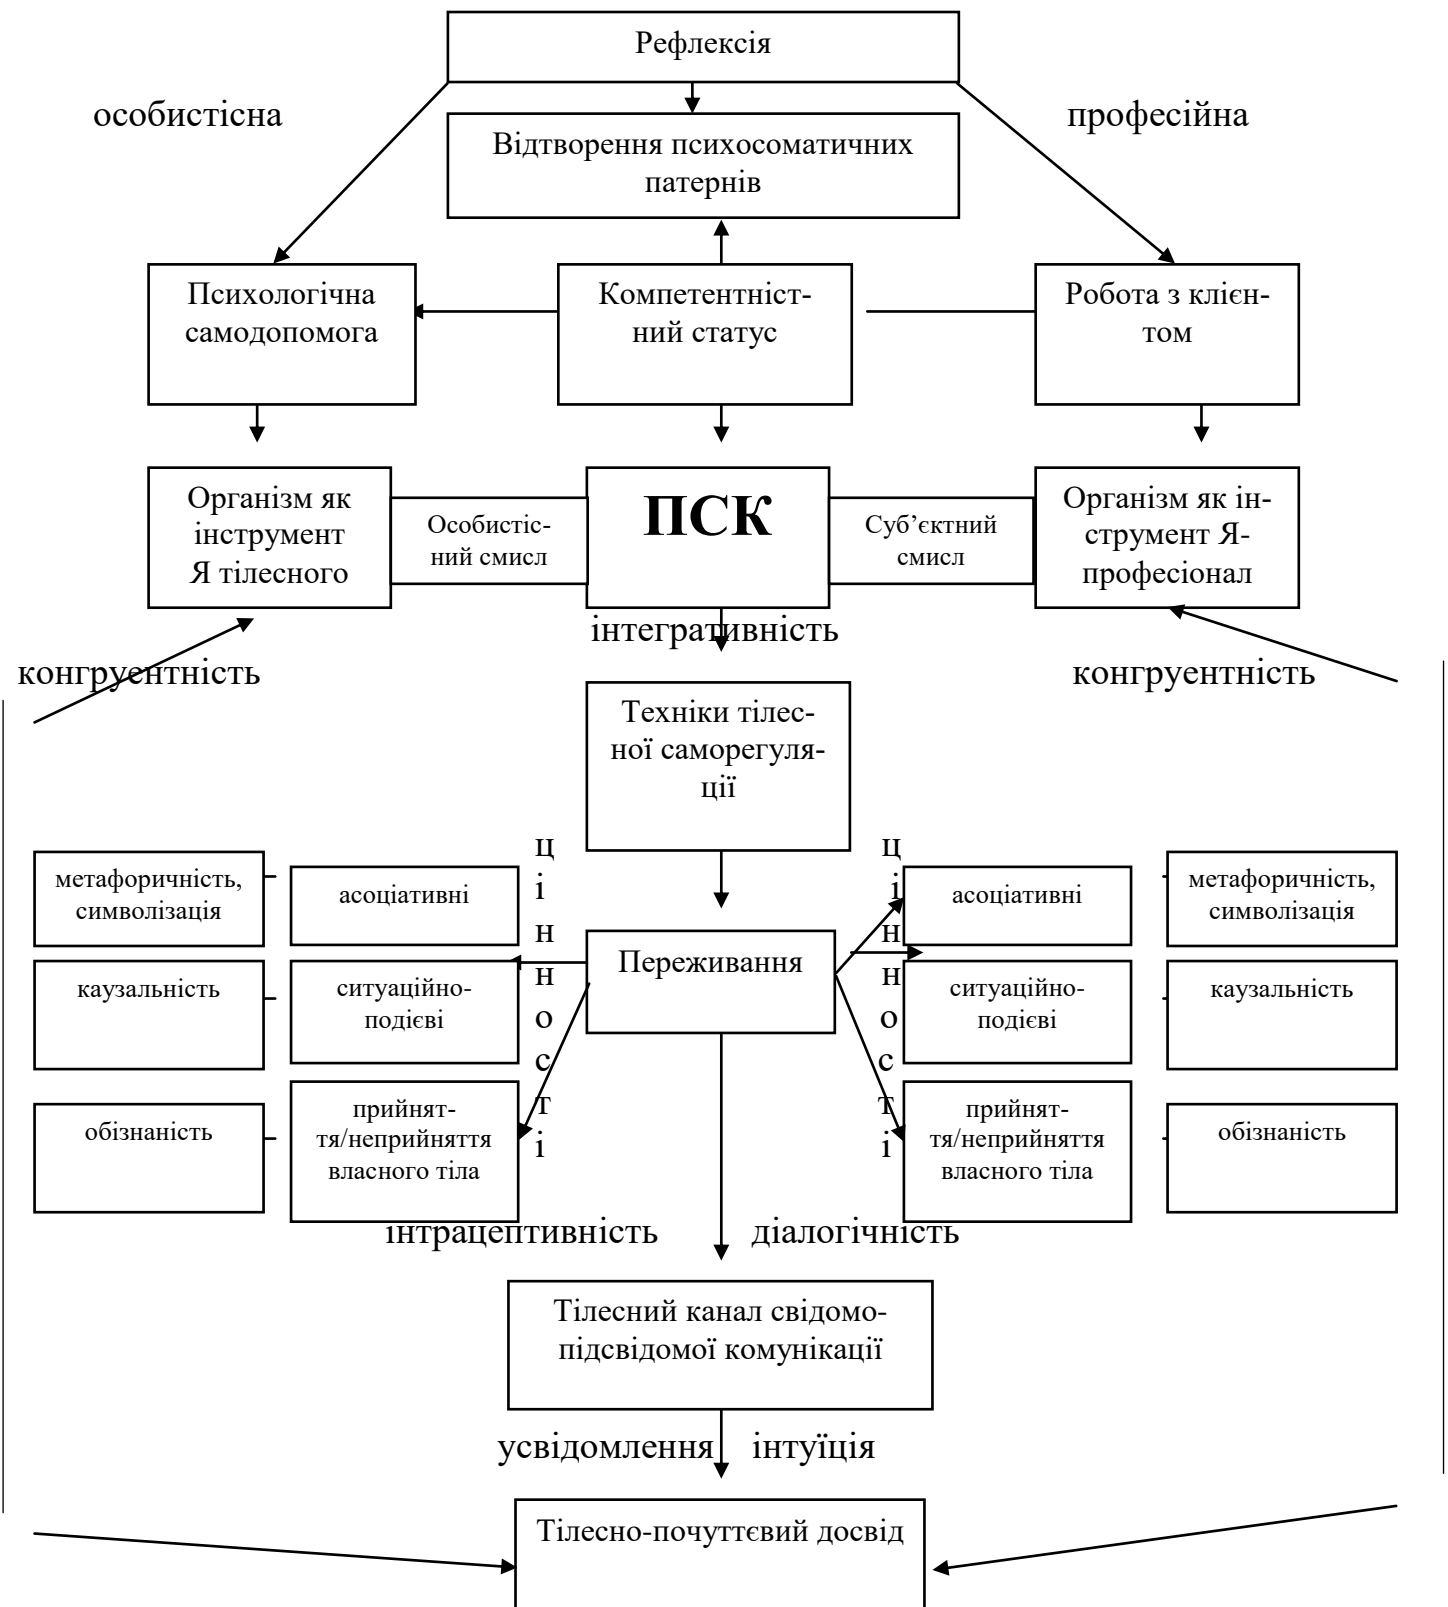 Рефлексія
особистісна
професійна
Відтворення психосоматичних
патернів
Психологічна
самодопомога
Компетентніст-
ний статус
Робота з клієн-
том
Організм як
інструмент
Я тілесного
Особистіс-
ний смисл
ПСК
Суб’єктний
смисл
Організм як ін-
струмент Я-
професіонал
інтегративність
конгруентність
конгруентність
Техніки тілес-
ної саморегуля-
ції
ц
і
н
н
о
с
т
і
ц
і
н
н
о
с
т
і
метафоричність,
символізація
асоціативні
асоціативні
метафоричність,
символізація
Переживання
каузальність
ситуаційно-
подієві
ситуаційно-
подієві
каузальність
обізнаність
прийнят-
тя/неприйняття
власного тіла
прийнят-
тя/неприйняття
власного тіла
обізнаність
інтрацептивність
діалогічність
Тілесний канал свідомо-
підсвідомої комунікації
усвідомлення
інтуїція
Тілесно-почуттєвий досвід